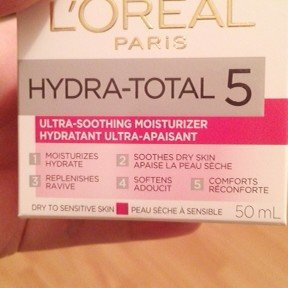 L'ORÉAL
PARIS
HYDRA-TOTAL 5
ULTRA-SOOTHING MOISTURIZER
HYDRATANT ULTRA-APAISANT
1 MOISTURIZES
HYDRATE
2 SOOTHES DRY SKIN
APAISE LA PEAU SÈCHE
3 REPLENISHES
RAVIVE
4 SOFTENS
ADOUCIT
5 COMFORTS
RÉCONFORTE
DRY TO SENSITIVE SKIN PEAU SÈCHE À SENSIBLE
50 mL